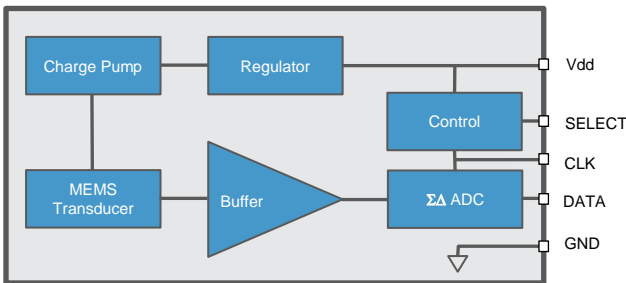 Charge Pump
Regulator
Vdd
Control
SELECT
CLK
MEMS
Transducer
Buffer
ΣΔ ADC
DATA
GND